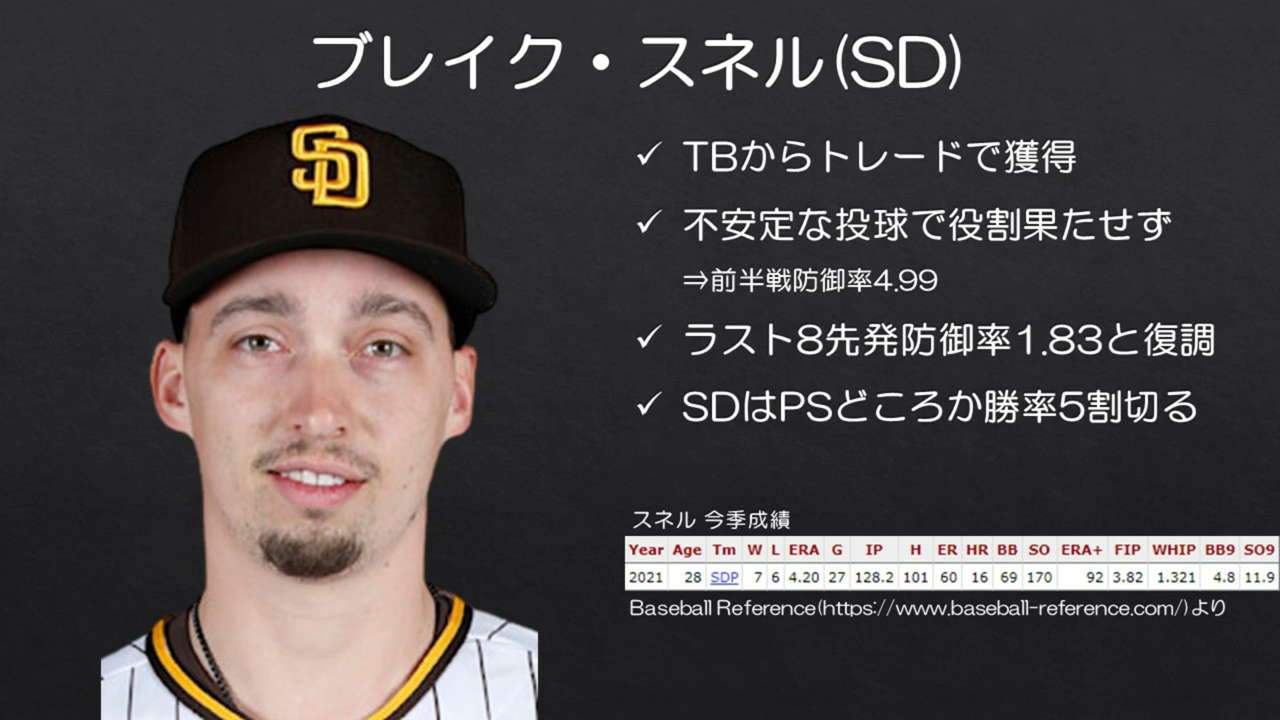 ブレイク・スネル(SD)
SD
✓ TBからトレードで獲得
✓ 不安定な投球で役割果たせず
⇒前半戦防御率4.99
✓ ラスト8先発防御率1.83と復調
✓ SDはPSどころか勝率5割切る
スネル 今季成績
Year Age Tm W L ERA G IP H ER HR BB SO ERA+ FIP WHIP BB9 SO9
2021 28 SDP 7 6 4.20 27 128.2 101 60 16 69 170 92 3.82 1.321 4.8 11.9
Baseball Reference(https://www.baseball-reference.com/)より